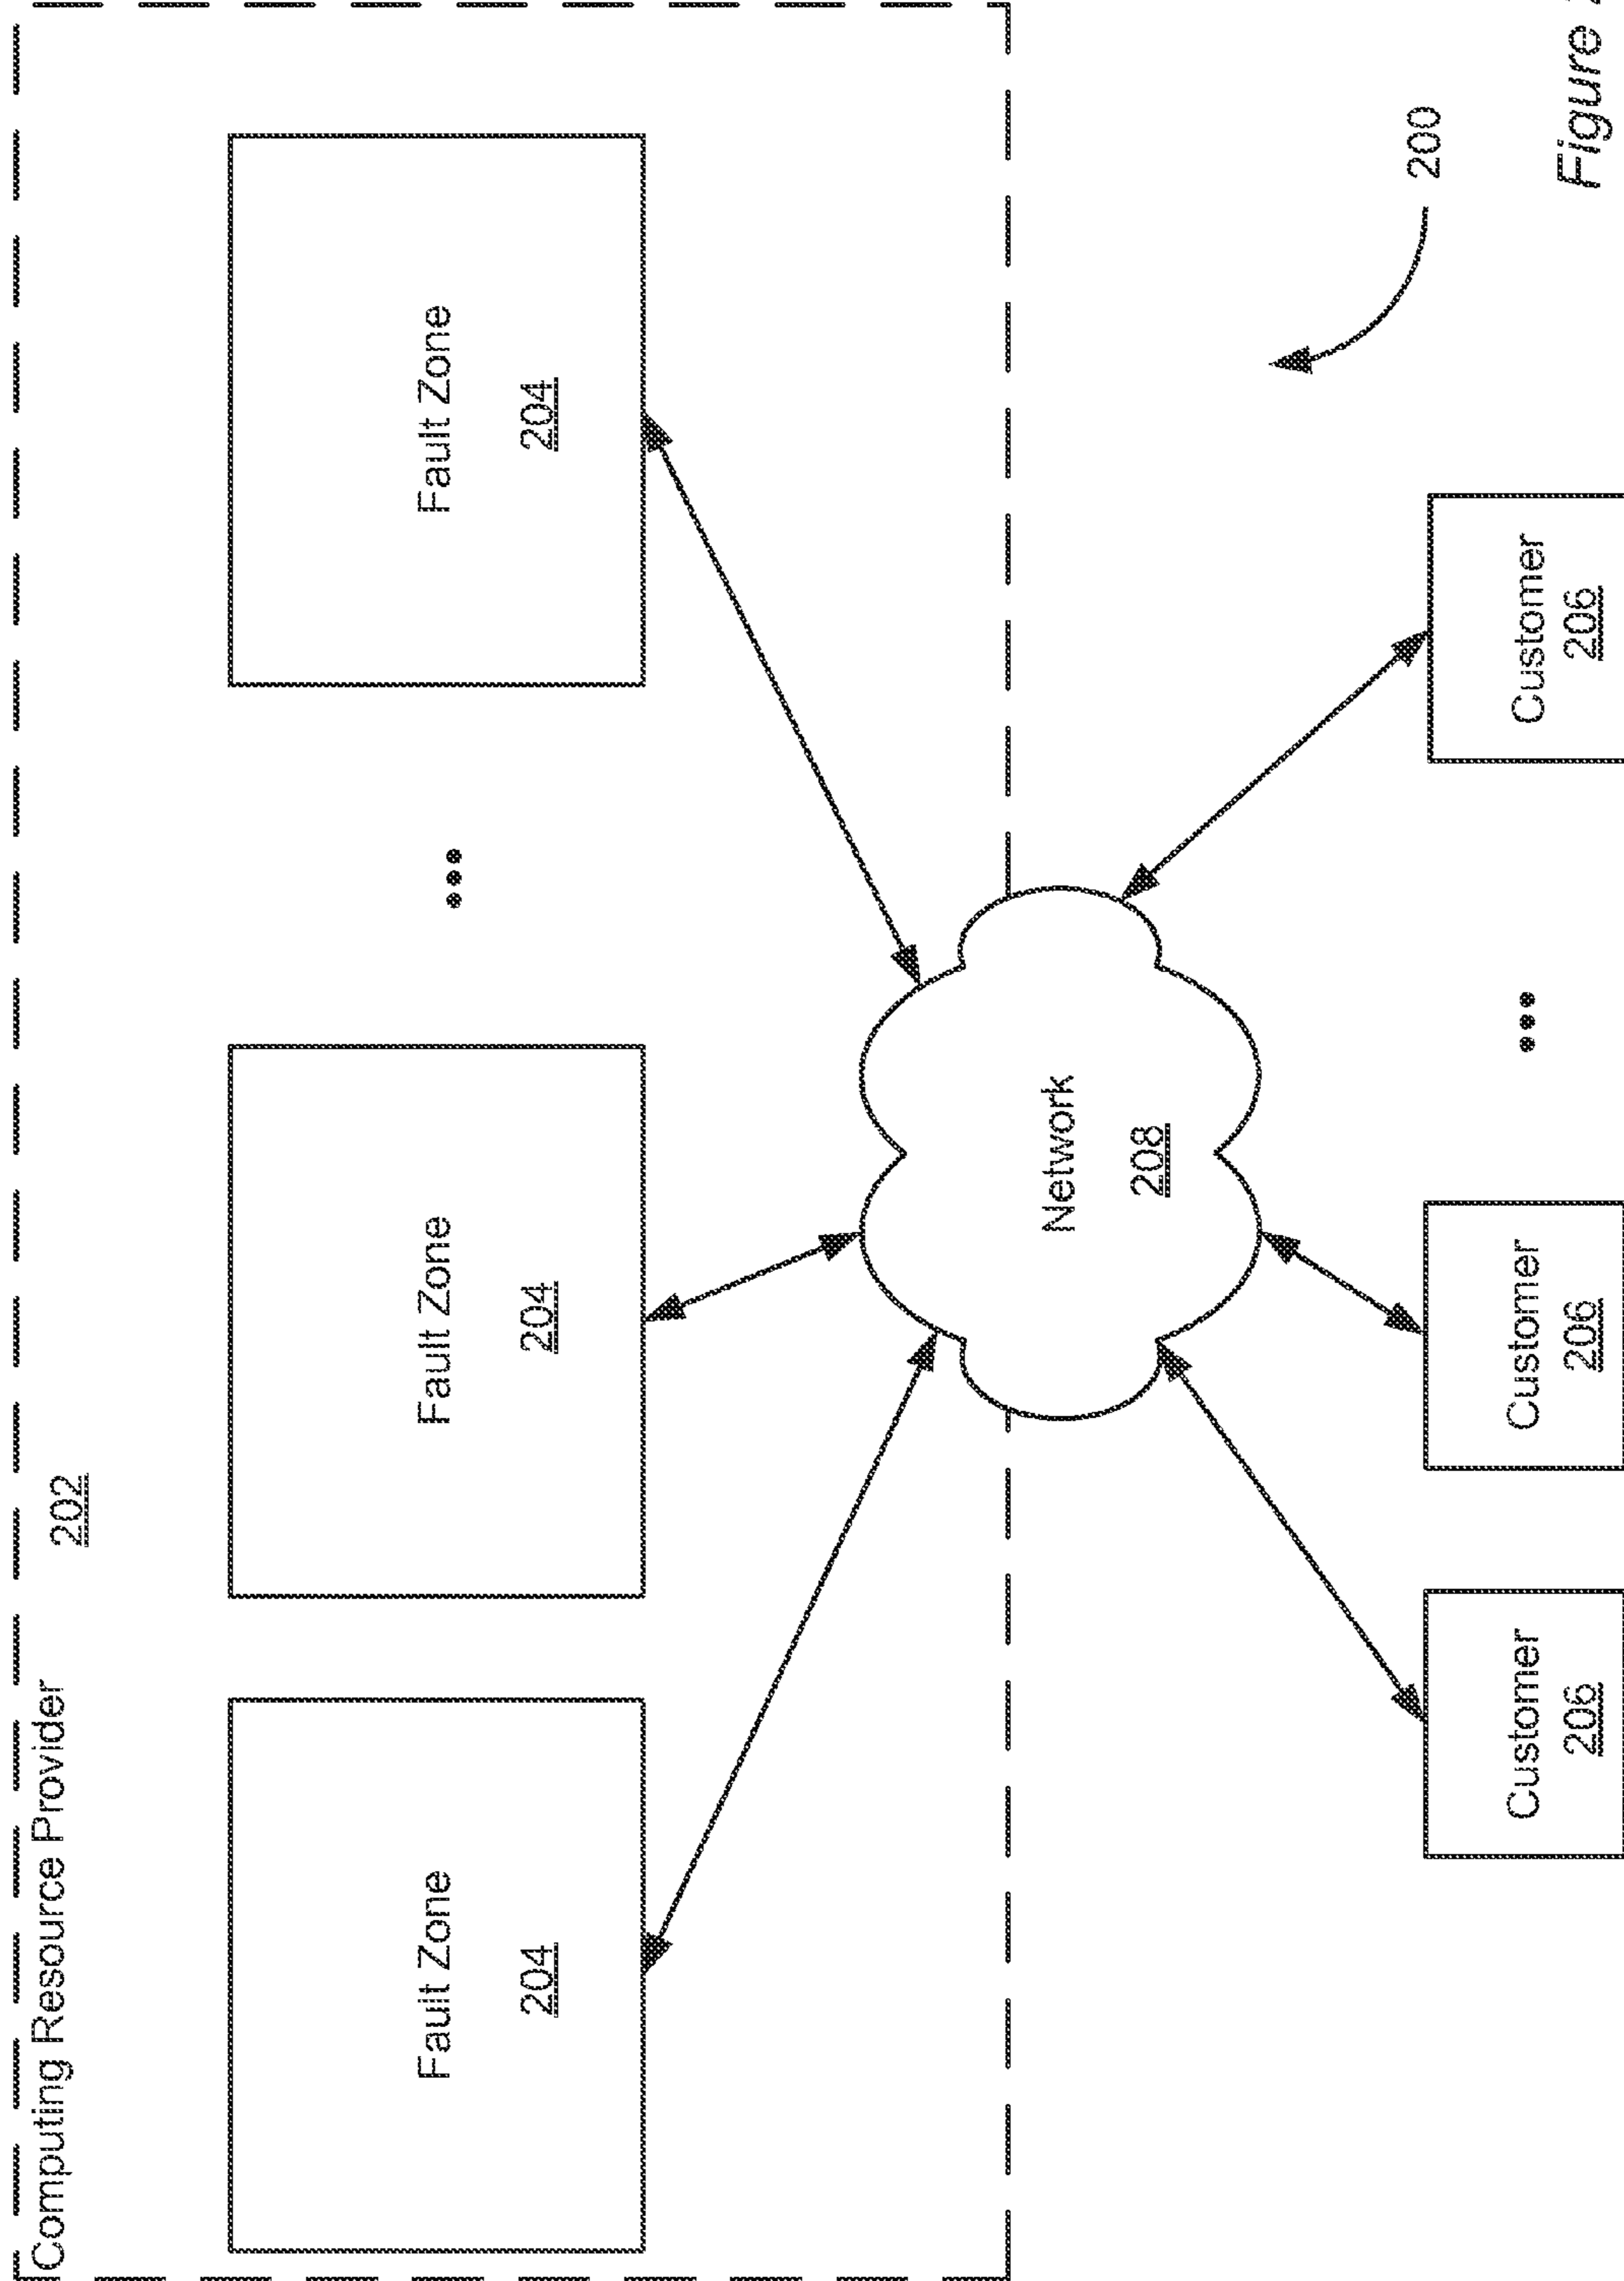 Computing Resource Provider
202
Fault Zone
204
Fault Zone
204
•••
Fault Zone
204
Network
208
200
Customer
206
Customer
206
•••
Customer
206
Figure